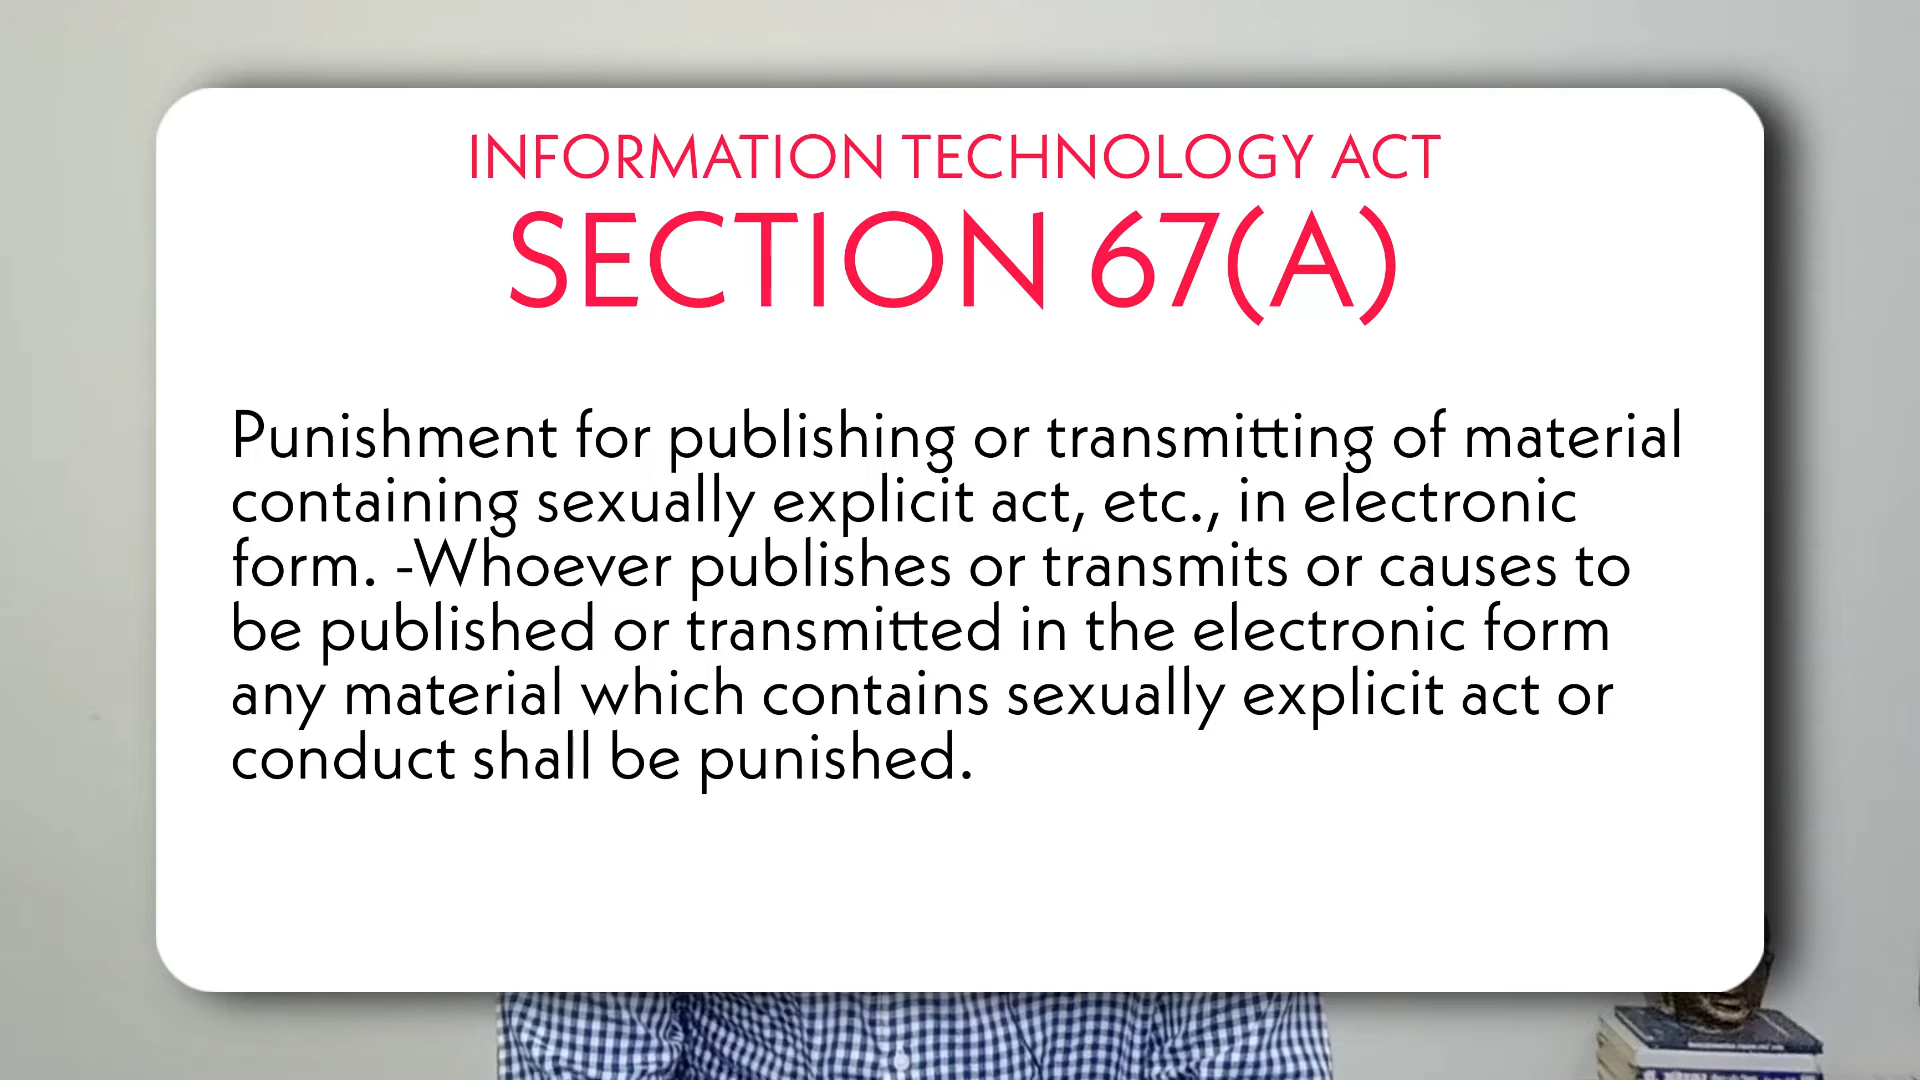 INFORMATION TECHNOLOGY ACT
SECTION 67(A)
Punishment for publishing or transmitting of material
containing sexually explicit act, etc., in electronic
form. -Whoever publishes or transmits or causes to
be published or transmitted in the electronic form
any material which contains sexually explicit act or
conduct shall be punished.